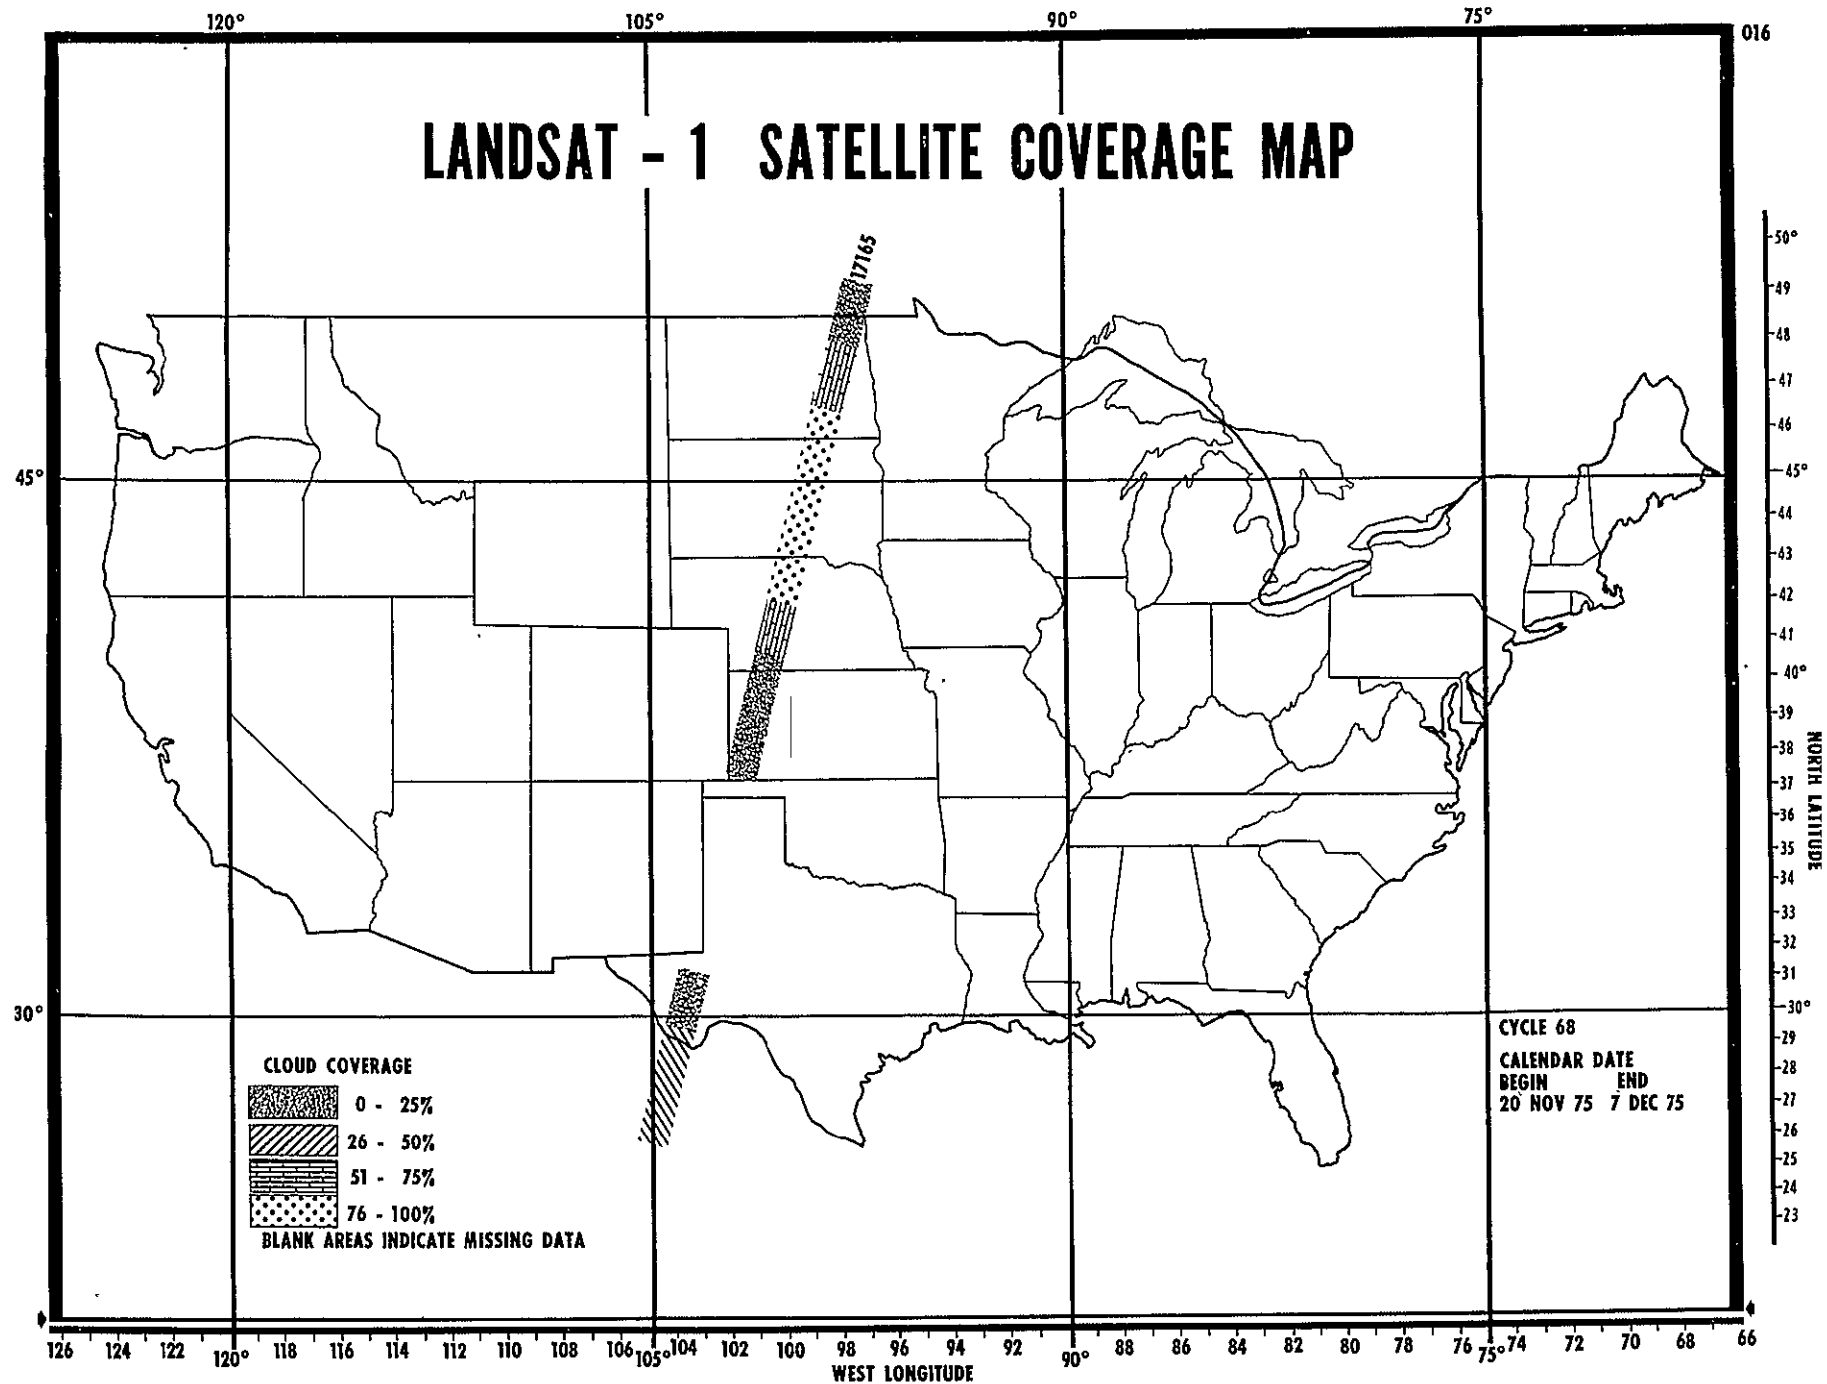 120° 105° 90° 75°
016
LANDSAT - 1 SATELLITE COVERAGE MAP
17165
50°
49
48
47
46
45°
45°
44
43
42
41
40°
39
38
37
36
35
34
33
32
31
30°
30°
29
28
27
26
25
24
23
NORTH LATITUDE
CYCLE 68
CALENDAR DATE
BEGIN END
20 NOV 75 7 DEC 75
CLOUD COVERAGE
0 - 25%
26 - 50%
51 - 75%
76 - 100%
BLANK AREAS INDICATE MISSING DATA
126 124 122 120° 118 116 114 112 110 108 106 105° 104 102 100 98 96 94 92 90° 88 86 84 82 80 78 76 75° 74 72 70 68 66
WEST LONGITUDE